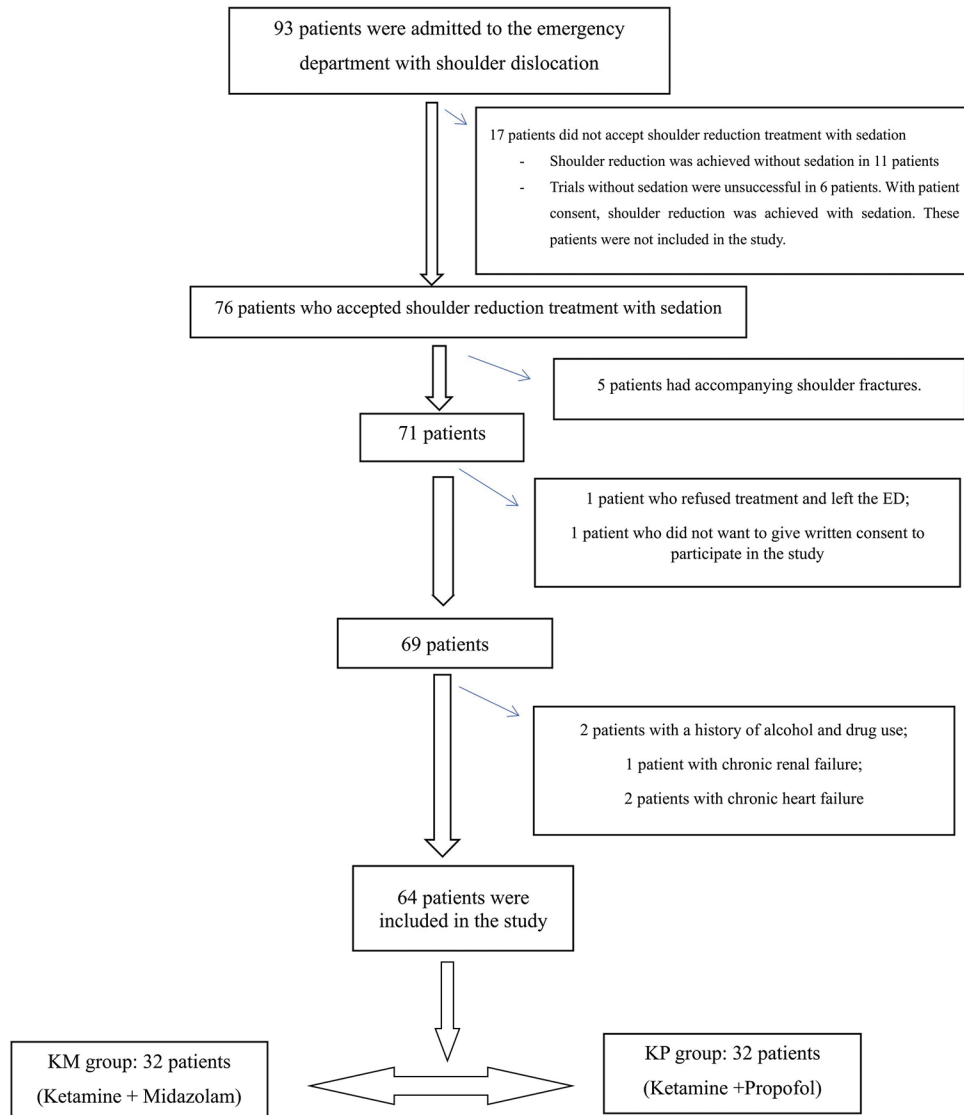 93 patients were admitted to the emergency
department with shoulder dislocation
17 patients did not accept shoulder reduction treatment with sedation
- Shoulder reduction was achieved without sedation in 11 patients
- Trials without sedation were unsuccessful in 6 patients. With patient
consent, shoulder reduction was achieved with sedation. These
patients were not included in the study.
76 patients who accepted shoulder reduction treatment with sedation
5 patients had accompanying shoulder fractures.
71 patients
1 patient who refused treatment and left the ED;
1 patient who did not want to give written consent to
participate in the study
69 patients
2 patients with a history of alcohol and drug use;
1 patient with chronic renal failure;
2 patients with chronic heart failure
64 patients were
included in the study
KM group: 32 patients
(Ketamine + Midazolam)
KP group: 32 patients
(Ketamine +Propofol)